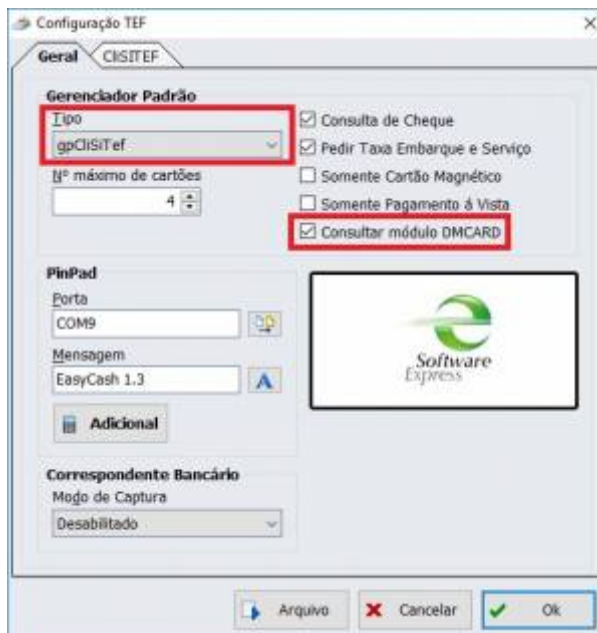 Configuração TEF
Geral
CliSITEF
Gerenciador Padrão
Tipo
gpCliSiTef
Nº máximo de cartões
4
Consulta de Cheque
Pedir Taxa Embarque e Serviço
Somente Cartão Magnético
Somente Pagamento á Vista
Consultar módulo DMCARD
PinPad
Porta
COM9
Mensagem
EasyCash 1.3
A
Adicional
Software
Express
Correspondente Bancário
Modo de Captura
Desabilitado
Arquivo
Cancelar
Ok